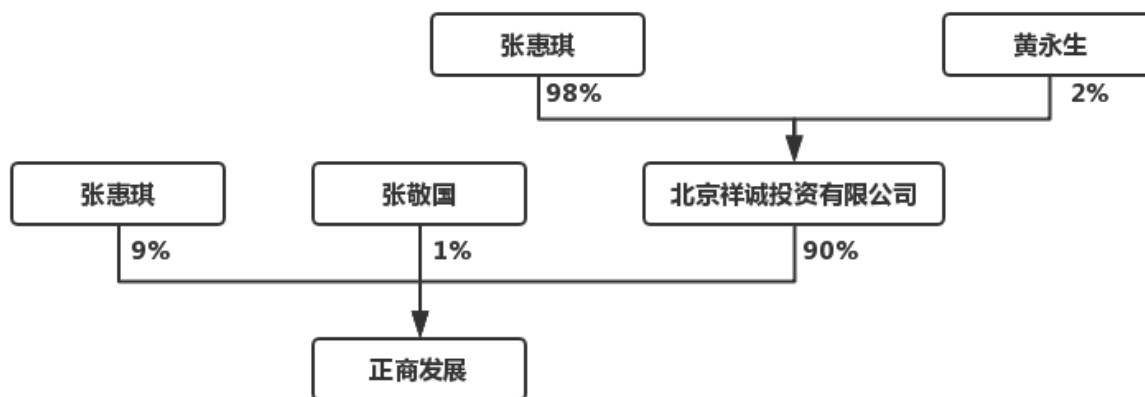 张惠琪
黄永生
98%
2%
张惠琪
张敬国
北京祥诚投资有限公司
9%
1%
90%
正商发展